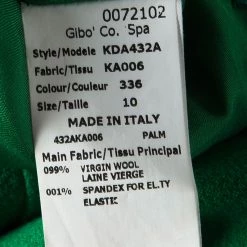 0072102
Gibo' Co. Spa
Style/Modele KDA432A
Fabric/Tissu KA006
Colour/Couleur 336
Size/Taille 10
MADE IN ITALY
432AKA006 PALM
Main Fabric/Tissu Principal
099% VIRGIN WOOL
LAINE VIERGE
001% SPANDEX FOR EL.TY
ELASTIC